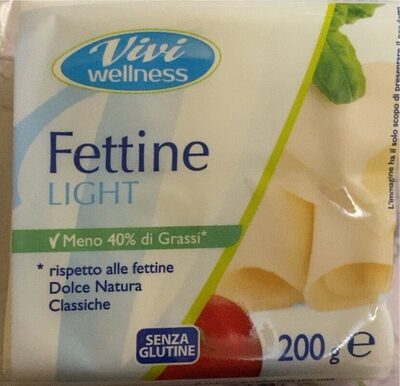 Vivi
wellness
Fettine
LIGHT
√ Meno 40% di Grassi*
* rispetto alle fettine
Dolce Natura
Classiche
SENZA
GLUTINE
200 g e
L'immagine ha il solo scopo di presentare il prodotto